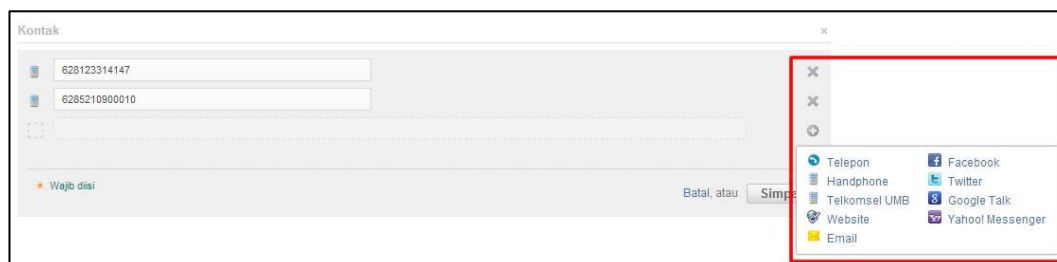 Kontak
628123314147
6285210900010
* Wajib diisi
Batal, atau Simpa
Telepon Facebook
Handphone Twitter
Telkomsel UMB Google Talk
Website Yahoo! Messenger
Email